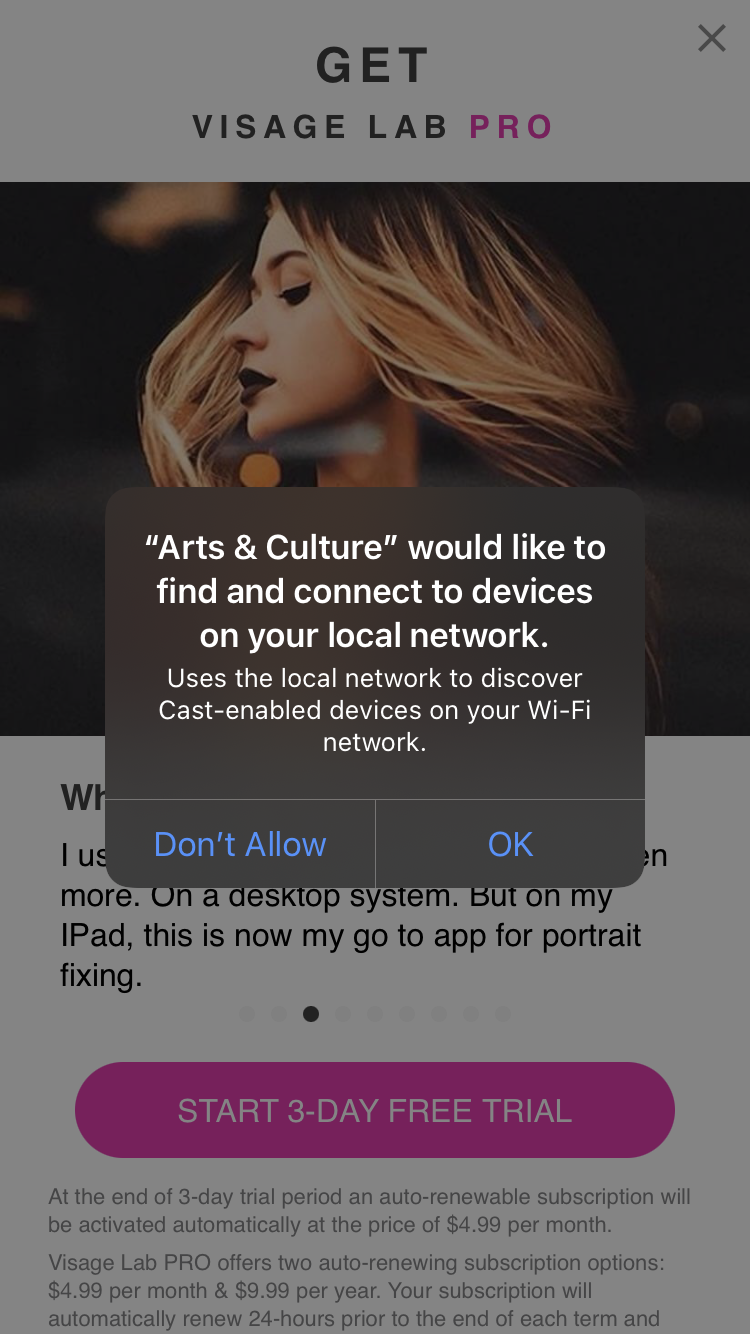 GET
VISAGE LAB PRO
“Arts & Culture” would like to
find and connect to devices
on your local network.
Uses the local network to discover
Cast-enabled devices on your Wi-Fi
network.
Don’t Allow
OK
I
more. On a desktop system. But on my
IPad, this is now my go to app for portrait
fixing.
START 3-DAY FREE TRIAL
At the end of 3-day trial period an auto-renewable subscription will
be activated automatically at the price of $4.99 per month.
Visage Lab PRO offers two auto-renewing subscription options:
$4.99 per month & $9.99 per year. Your subscription will
automatically renew 24-hours prior to the end of each term and